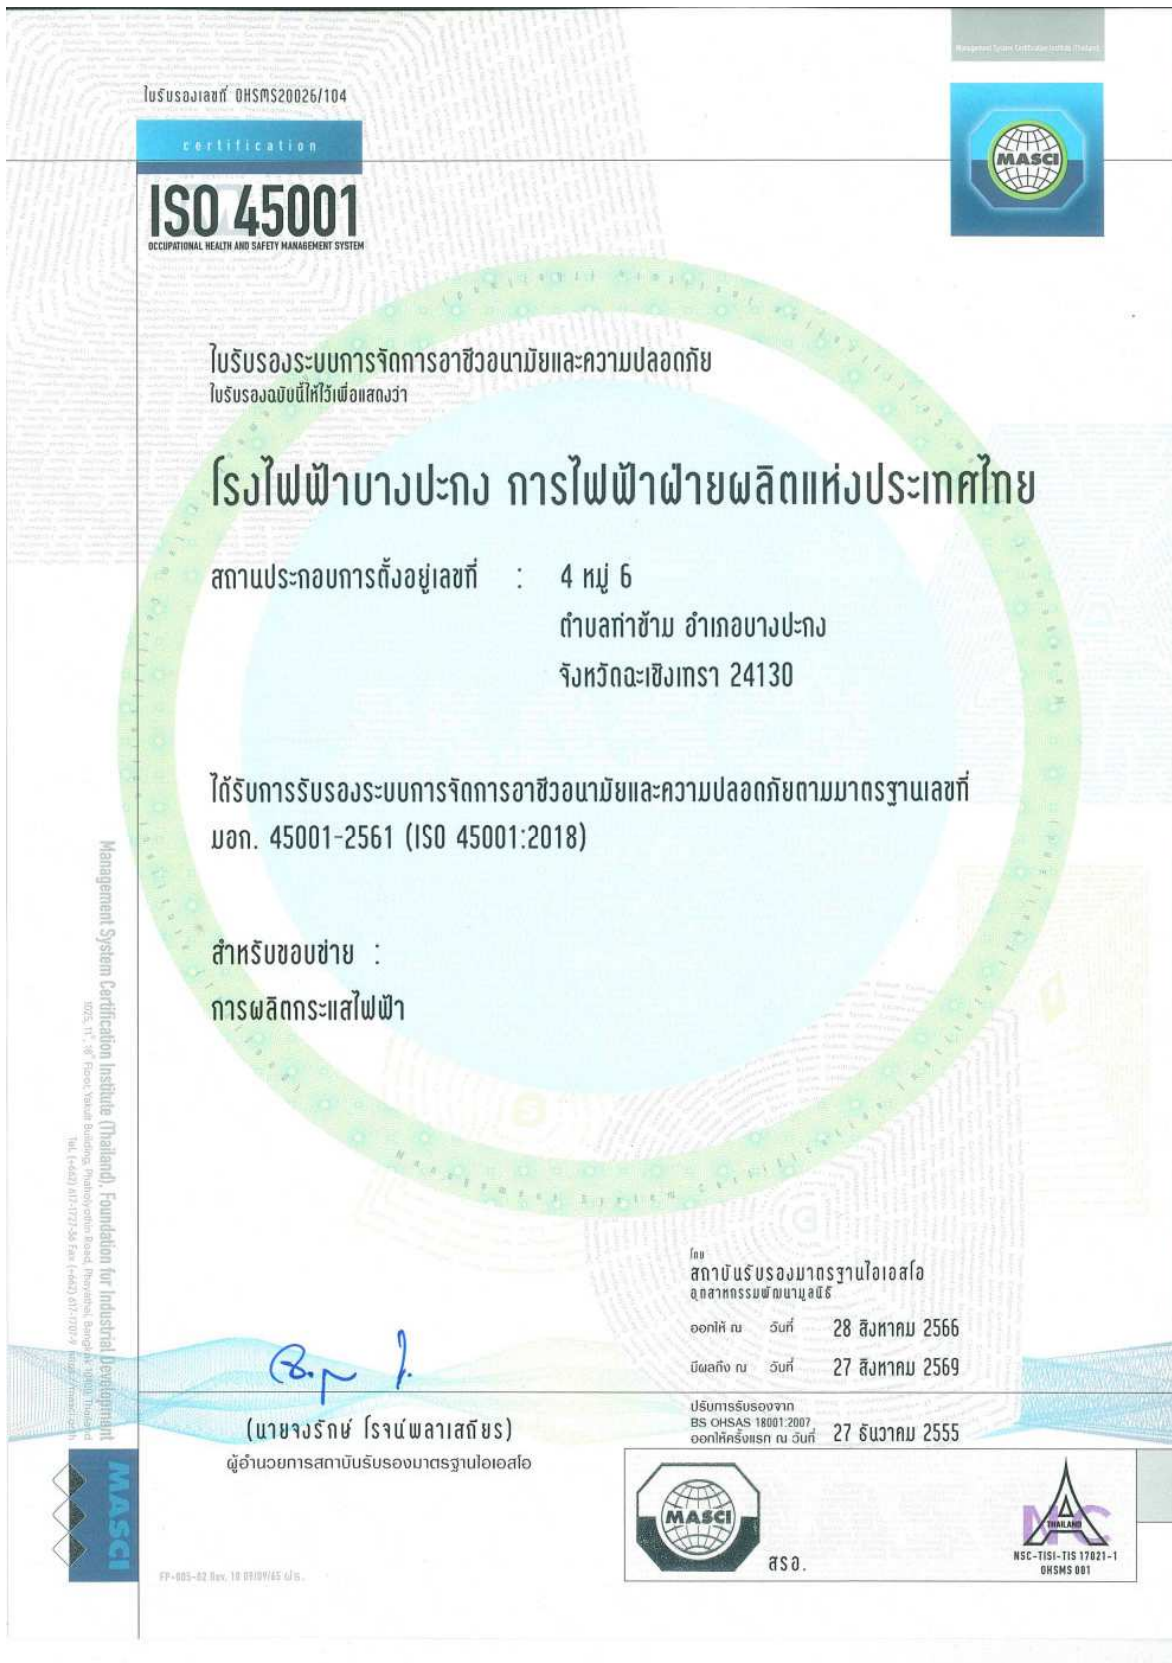 Management System Certification Institute (Thailand)
ใบรับรองเลขที่ OHSMS20026/104
certification
ISO 45001
OCCUPATIONAL HEALTH AND SAFETY MANAGEMENT SYSTEM
MASCI
ใบรับรองระบบการจัดการอาชีวอนามัยและความปลอดภัย
ใบรับรองฉบับนี้ให้ไว้เพื่อแสดงว่า
โรงไฟฟ้าบางปะกง การไฟฟ้าฝ่ายผลิตแห่งประเทศไทย
สถานประกอบการตั้งอยู่เลขที่ : 4 หมู่ 6
ตำบลท่าข้าม อำเภอบางปะกง
จังหวัดฉะเชิงเทรา 24130
ได้รับการรับรองระบบการจัดการอาชีวอนามัยและความปลอดภัยตามมาตรฐานเลขที่
มอก. 45001-2561 (ISO 45001:2018)
สำหรับขอบข่าย :
การผลิตกระแสไฟฟ้า
Management System Certification Institute (Thailand), Foundation for Industrial Development
โดย
สถาบันรับรองมาตรฐานไอเอสโอ
อุตสาหกรรมพัฒนามูลนิธิ
ออกให้ ณ วันที่ 28 สิงหาคม 2566
มีผลถึง ณ วันที่ 27 สิงหาคม 2569
ปรับการรับรองจาก
BS OHSAS 18001:2007
ออกให้ครั้งแรก ณ วันที่ 27 ธันวาคม 2555
(นายจงรักษ์ โรจน์พลาเสถียร)
ผู้อำนวยการสถาบันรับรองมาตรฐานไอเอสโอ
MASCI
MASCI
สรอ.
NC
THAILAND
NSC-TISI-TIS 17021-1
OHSMS 001